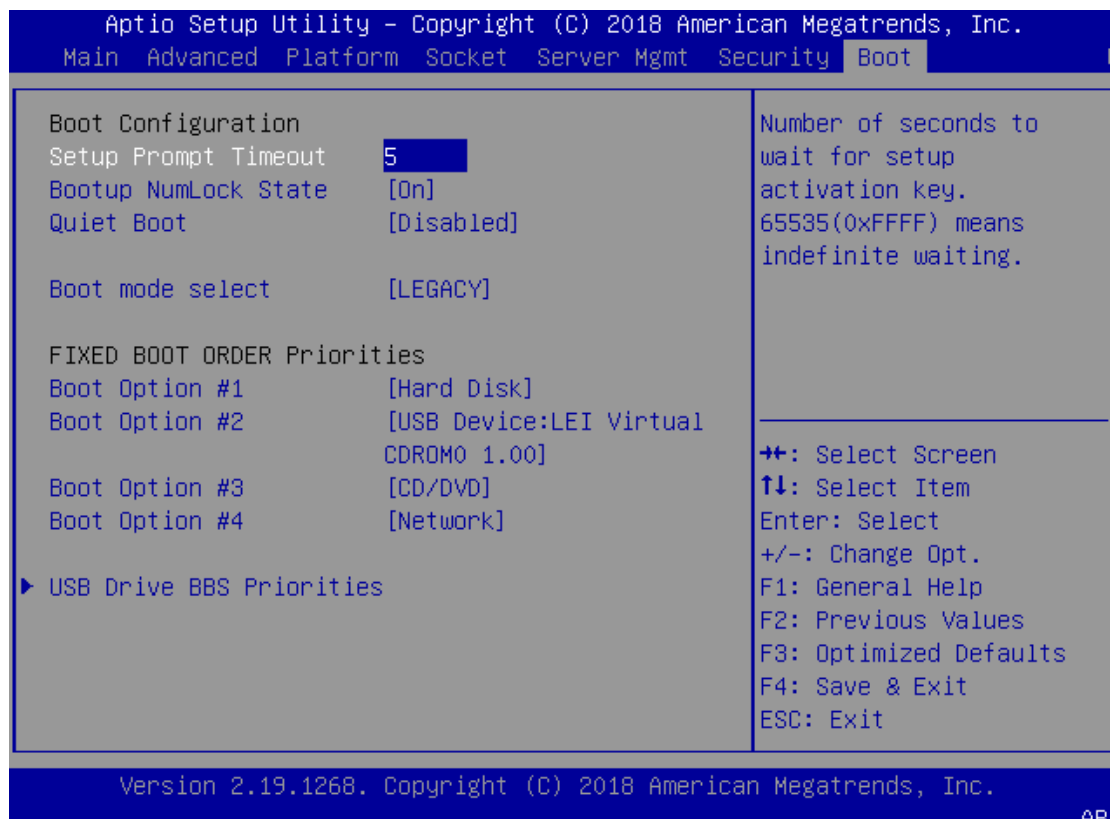 Aptio Setup Utility – Copyright (C) 2018 American Megatrends, Inc.
Main Advanced Platform Socket Server Mgmt Security Boot
Boot Configuration
Setup Prompt Timeout 5
Bootup NumLock State [On]
Quiet Boot [Disabled]
Boot mode select [LEGACY]
FIXED BOOT ORDER Priorities
Boot Option #1 [Hard Disk]
Boot Option #2 [USB Device:LEI Virtual
CDROM0 1.00]
Boot Option #3 [CD/DVD]
Boot Option #4 [Network]
▶ USB Drive BBS Priorities
Number of seconds to
wait for setup
activation key.
65535(0xFFFF) means
indefinite waiting.
→←: Select Screen
↑↓: Select Item
Enter: Select
+/-: Change Opt.
F1: General Help
F2: Previous Values
F3: Optimized Defaults
F4: Save & Exit
ESC: Exit
Version 2.19.1268. Copyright (C) 2018 American Megatrends, Inc.